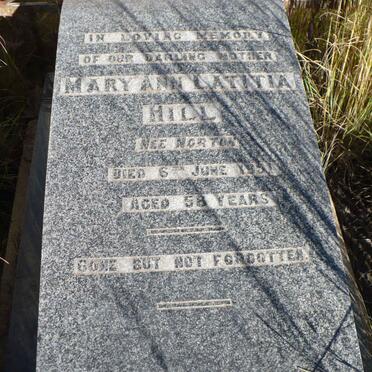 IN LOVING MEMORY
OF OUR DARLING MOTHER
MARY ANN LATITIA
HILL
NEE NORTON
DIED 6TH JUNE
AGED 58 YEARS
GONE BUT NOT FORGOTTEN